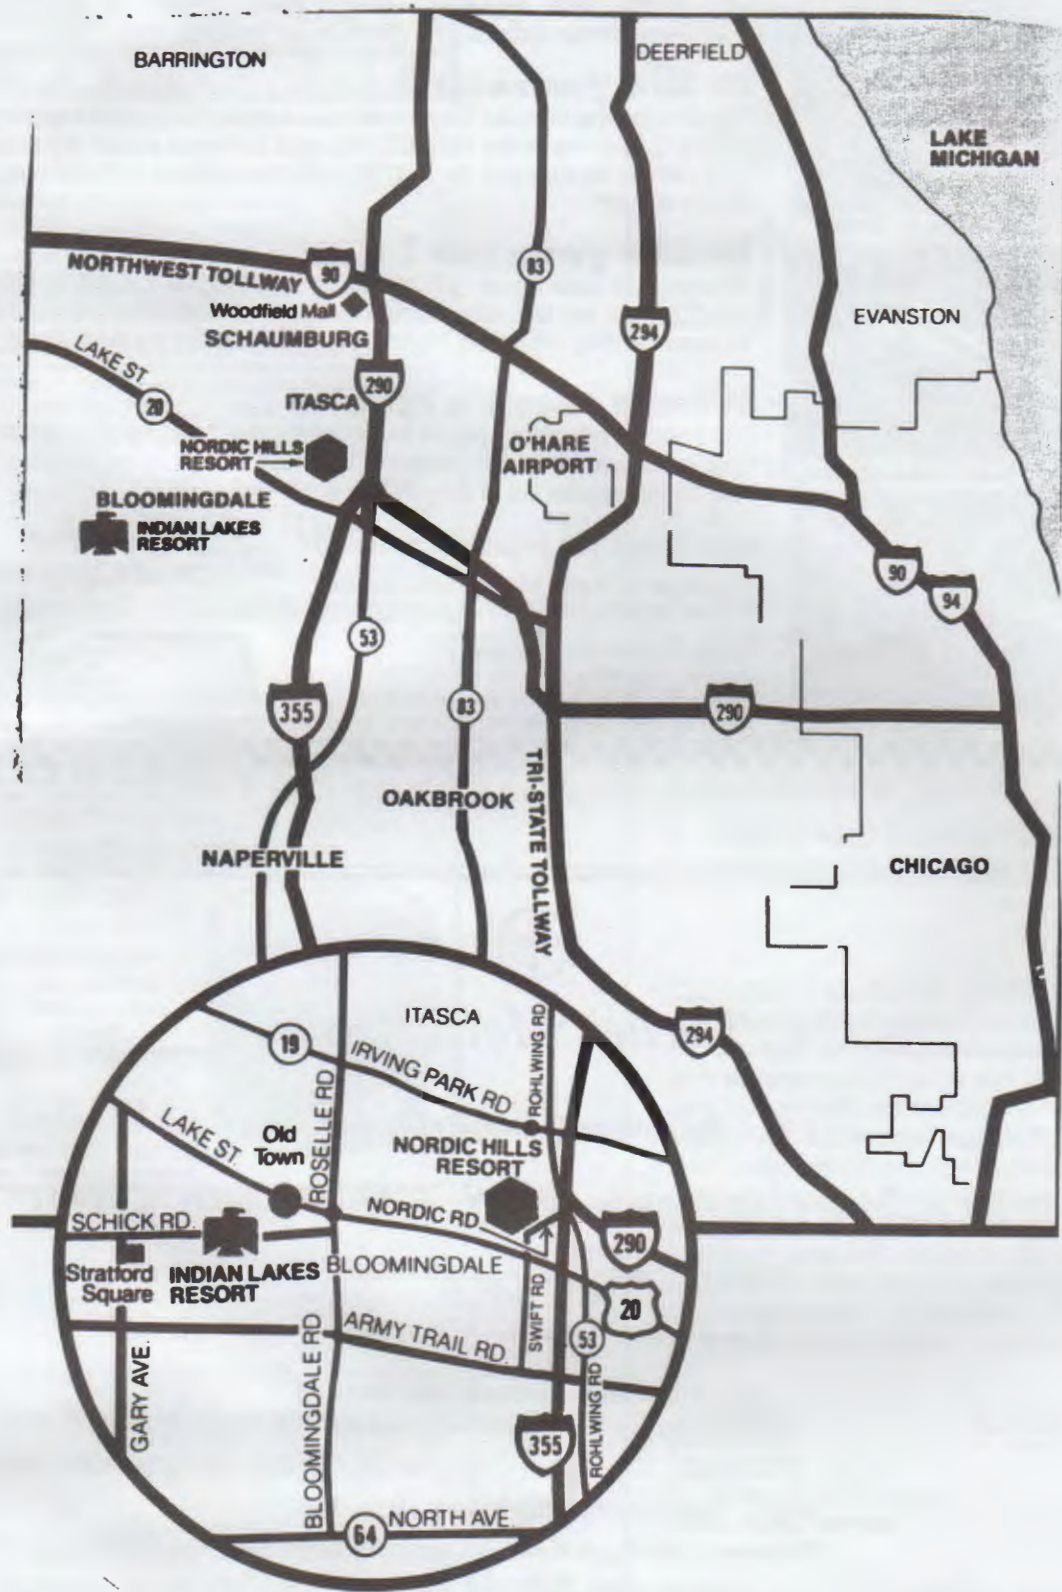 BARRINGTON
DEERFIELD
LAKE
MICHIGAN
83
NORTHWEST TOLLWAY
90
Woodfield Mall
SCHAUMBURG
294
EVANSTON
LAKE ST.
20
290
ITASCA
NORDIC HILLS
RESORT
O'HARE
AIRPORT
BLOOMINGDALE
INDIAN LAKES
RESORT
90
94
53
355
83
290
TRI-STATE TOLLWAY
OAKBROOK
NAPERVILLE
CHICAGO
294
ITASCA
19
IRVING PARK RD
ROHLWING RD
ROSELLE RD
LAKE ST.
Old
Town
NORDIC HILLS
RESORT
NORDIC RD.
SCHICK RD.
290
Stratford
Square
INDIAN LAKES
RESORT
BLOOMINGDALE
20
SWIFT RD
53
ARMY TRAIL RD.
GARY AVE.
BLOOMINGDALE RD
355
ROHLWING RD
64
NORTH AVE.